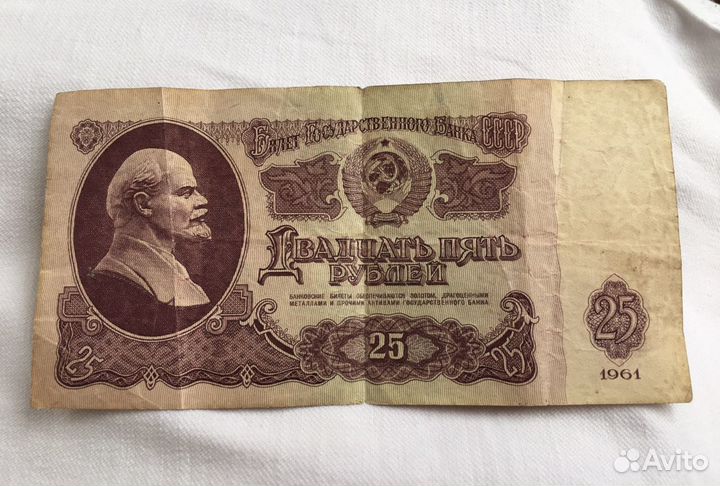 Билет Государственного Банка СССР
Двадцать пять
рублей
БАНКОВСКИЕ БИЛЕТЫ ОБЕСПЕЧИВАЮТСЯ ЗОЛОТОМ, ДРАГОЦЕННЫМИ
МЕТАЛЛАМИ И ПРОЧИМИ АКТИВАМИ ГОСУДАРСТВЕННОГО БАНКА
25
25
25
25
1961
Avito